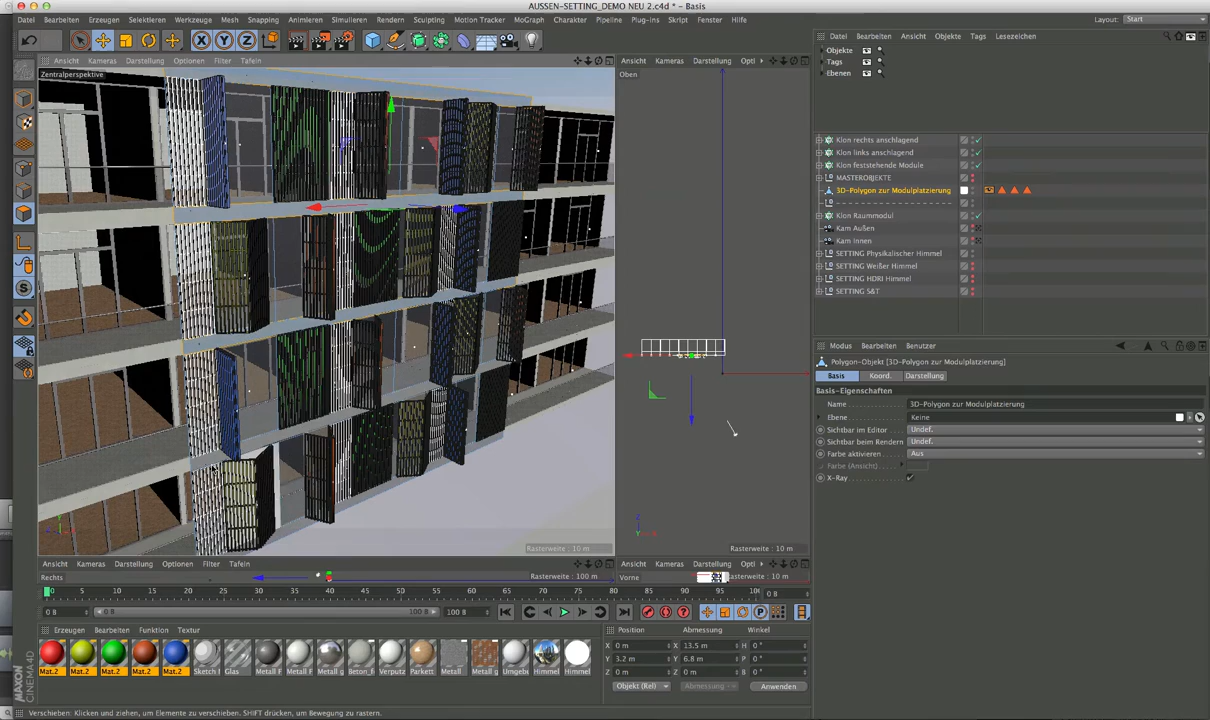 AUSSEN-SETTING_DEMO NEU 2.c4d * - Basis
Datei Bearbeiten Erzeugen Selektieren Werkzeuge Mesh Snapping Animieren Simulieren Rendern Sculpting Motion Tracker MoGraph Character Pipeline Plug-ins Skript Fenster Hilfe
Layout: Start
X Y Z
Datei Bearbeiten Ansicht Objekte Tags Lesezeichen
Ansicht Kameras Darstellung Optionen Filter Tafeln
Ansicht Kameras Darstellung Opti
Zentralperspektive
Oben
Objekte
Tags
Ebenen
Klon rechts anschlagend
Klon links anschlagend
Klon feststehende Module
MASTEROBJEKTE
3D-Polygon zur Modulplatzierung
Klon Raummodul
Kam Außen
Kam Innen
SETTING Physikalischer Himmel
SETTING Weißer Himmel
SETTING HDRI Himmel
SETTING S&T
Modus Bearbeiten Benutzer
Polygon-Objekt [3D-Polygon zur Modulplatzierung]
Basis Koord. Darstellung
Basis-Eigenschaften
Name 3D-Polygon zur Modulplatzierung
Ebene Keine
Sichtbar im Editor Undef.
Sichtbar beim Rendern Undef.
Farbe aktivieren Aus
Farbe (Ansicht)
X-Ray
Rasterweite : 10 m
Rasterweite : 10 m
Ansicht Kameras Darstellung Optionen Filter Tafeln
Ansicht Kameras Darstellung Opti
Rechts
Rasterweite : 100 m
Vorne
Rasterweite : 10 m
0 5 10 15 20 25 30 35 40 45 50 55 60 65 70 75 80 85 90 95 100 0 B
0 B 0 B 100 B 100 B
Erzeugen Bearbeiten Funktion Textur
Position Abmessung Winkel
X 0 m X 13.5 m H 0 °
Y 3.2 m Y 6.8 m P 0 °
Z 0 m Z 0 m B 0 °
Objekt (Rel) Abmessung Anwenden
Mat.2 Mat.2 Mat.2 Mat.2 Mat.2 Sketch Glas Metall F Metall F Metall g Beton_ Verputz Parkett Metall Metall g Umgeb Himmel Himmel
MAXON CINEMA4D
Verschieben: Klicken und ziehen, um Elemente zu verschieben. SHIFT drücken, um Bewegung zu rastern.